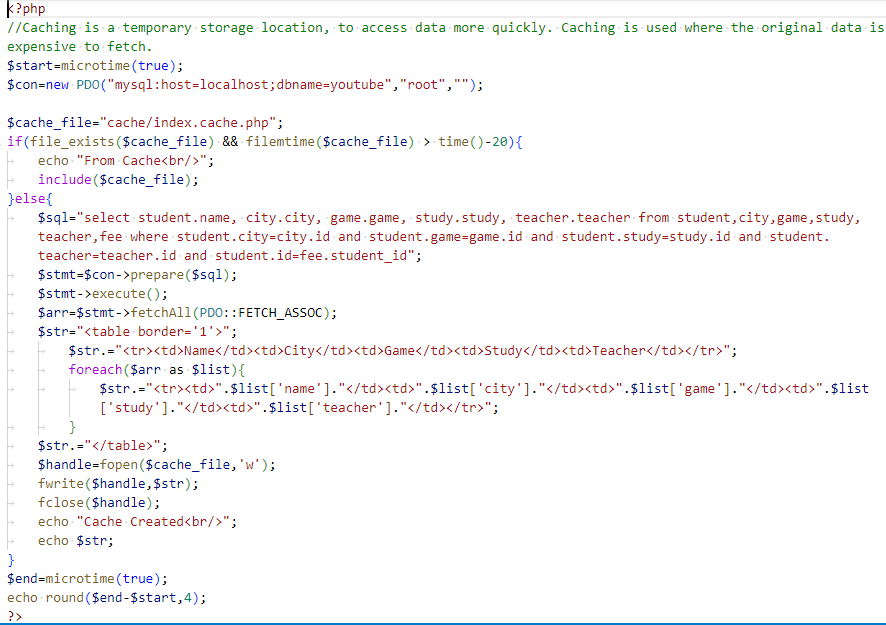 <?php
//Caching is a temporary storage location, to access data more quickly. Caching is used where the original data is
expensive to fetch.
$start=microtime(true);
$con=new PDO("mysql:host=localhost;dbname=youtube","root","");

$cache_file="cache/index.cache.php";
if(file_exists($cache_file) && filemtime($cache_file) > time()-20){
    echo "From Cache<br/>";
    include($cache_file);
}else{
    $sql="select student.name, city.city, game.game, study.study, teacher.teacher from student,city,game,study,
    teacher,fee where student.city=city.id and student.game=game.id and student.study=study.id and student.
    teacher=teacher.id and student.id=fee.student_id";
    $stmt=$con->prepare($sql);
    $stmt->execute();
    $arr=$stmt->fetchAll(PDO::FETCH_ASSOC);
    $str="<table border='1'>";
        $str.="<tr><td>Name</td><td>City</td><td>Game</td><td>Study</td><td>Teacher</td></tr>";
        foreach($arr as $list){
            $str.="<tr><td>".$list['name']."</td><td>".$list['city']."</td><td>".$list['game']."</td><td>".$list
            ['study']."</td><td>".$list['teacher']."</td></tr>";
        }
    $str.="</table>";
    $handle=fopen($cache_file,'w');
    fwrite($handle,$str);
    fclose($handle);
    echo "Cache Created<br/>";
    echo $str;
}
$end=microtime(true);
echo round($end-$start,4);
?>